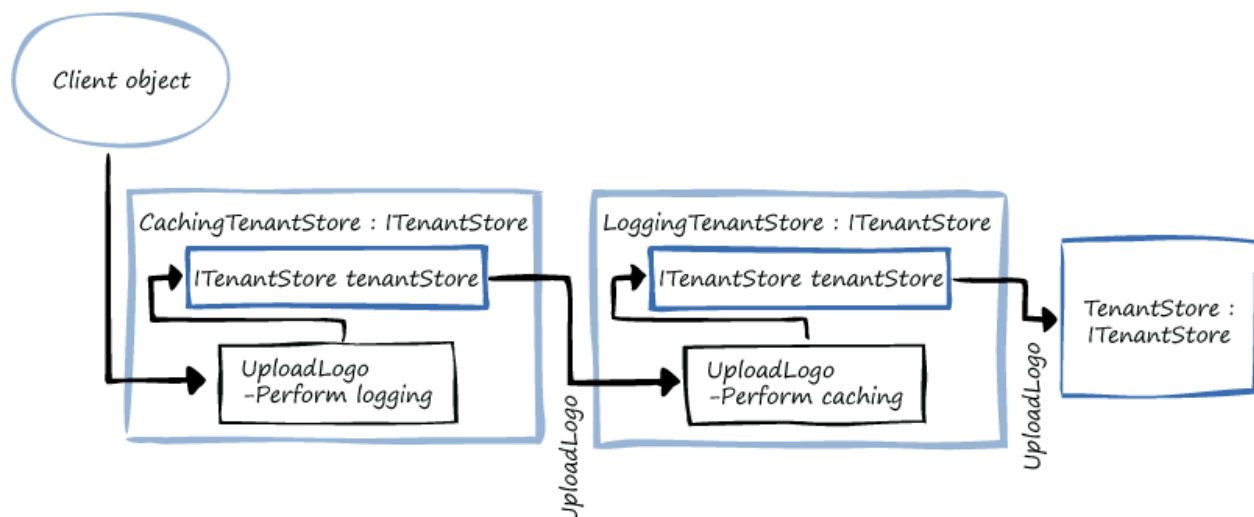 Client object
CachingTenantStore : ITenantStore
ITenantStore tenantStore
UploadLogo
-Perform logging
UploadLogo
LoggingTenantStore : ITenantStore
ITenantStore tenantStore
UploadLogo
-Perform caching
UploadLogo
TenantStore :
ITenantStore